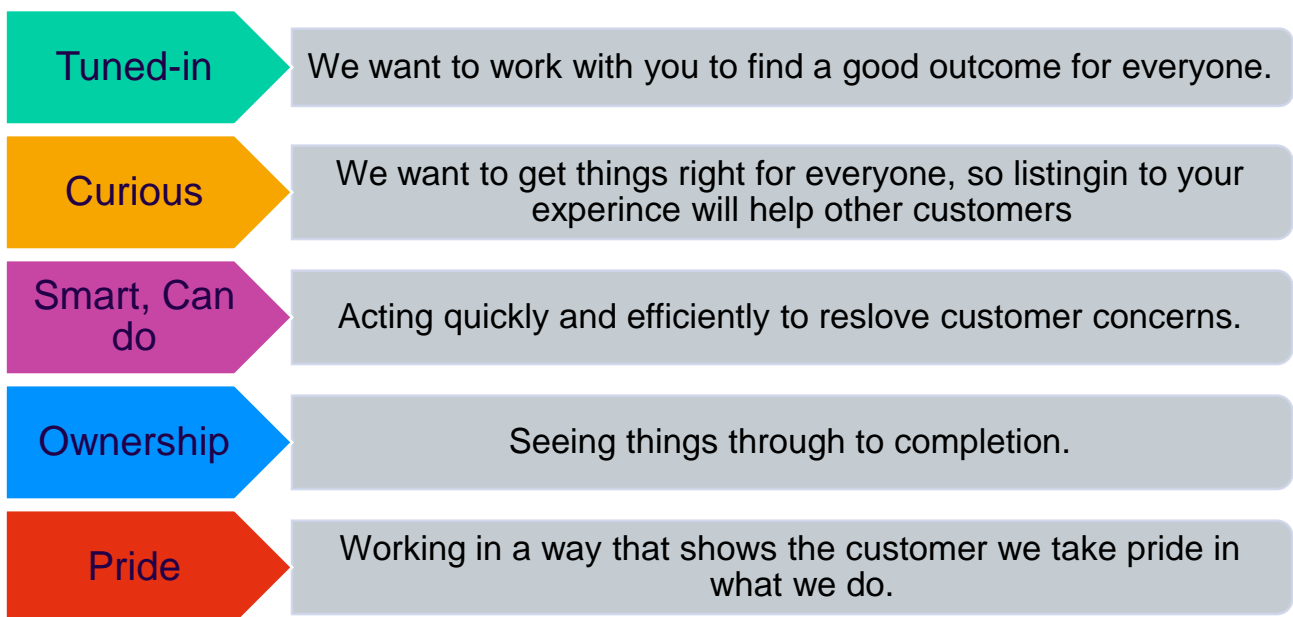 Tuned-in
We want to work with you to find a good outcome for everyone.
Curious
We want to get things right for everyone, so listingin to your
experince will help other customers
Smart, Can
do
Acting quickly and efficiently to reslove customer concerns.
Ownership
Seeing things through to completion.
Pride
Working in a way that shows the customer we take pride in
what we do.